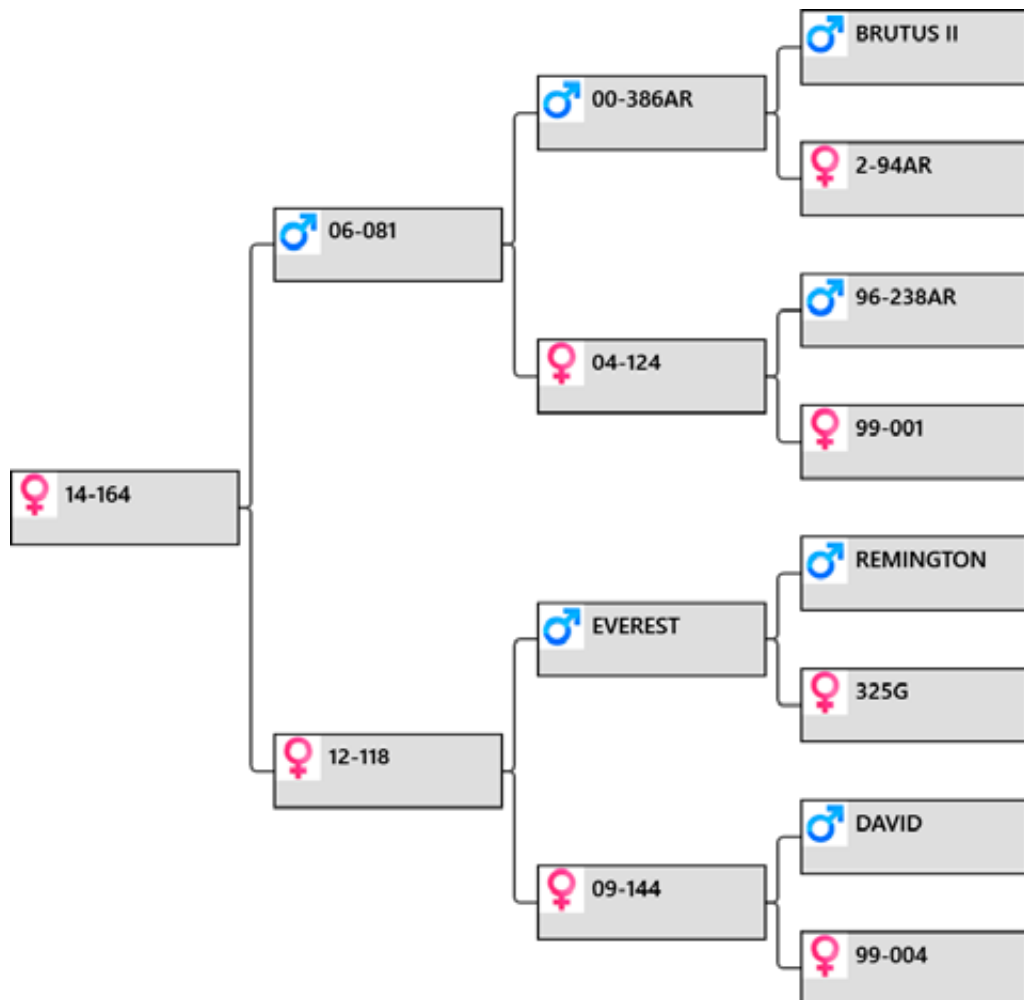 BRUTUS II
00-386AR
2-94AR
06-081
96-238AR
04-124
99-001
14-164
REMINGTON
EVEREST
325G
12-118
DAVID
09-144
99-004